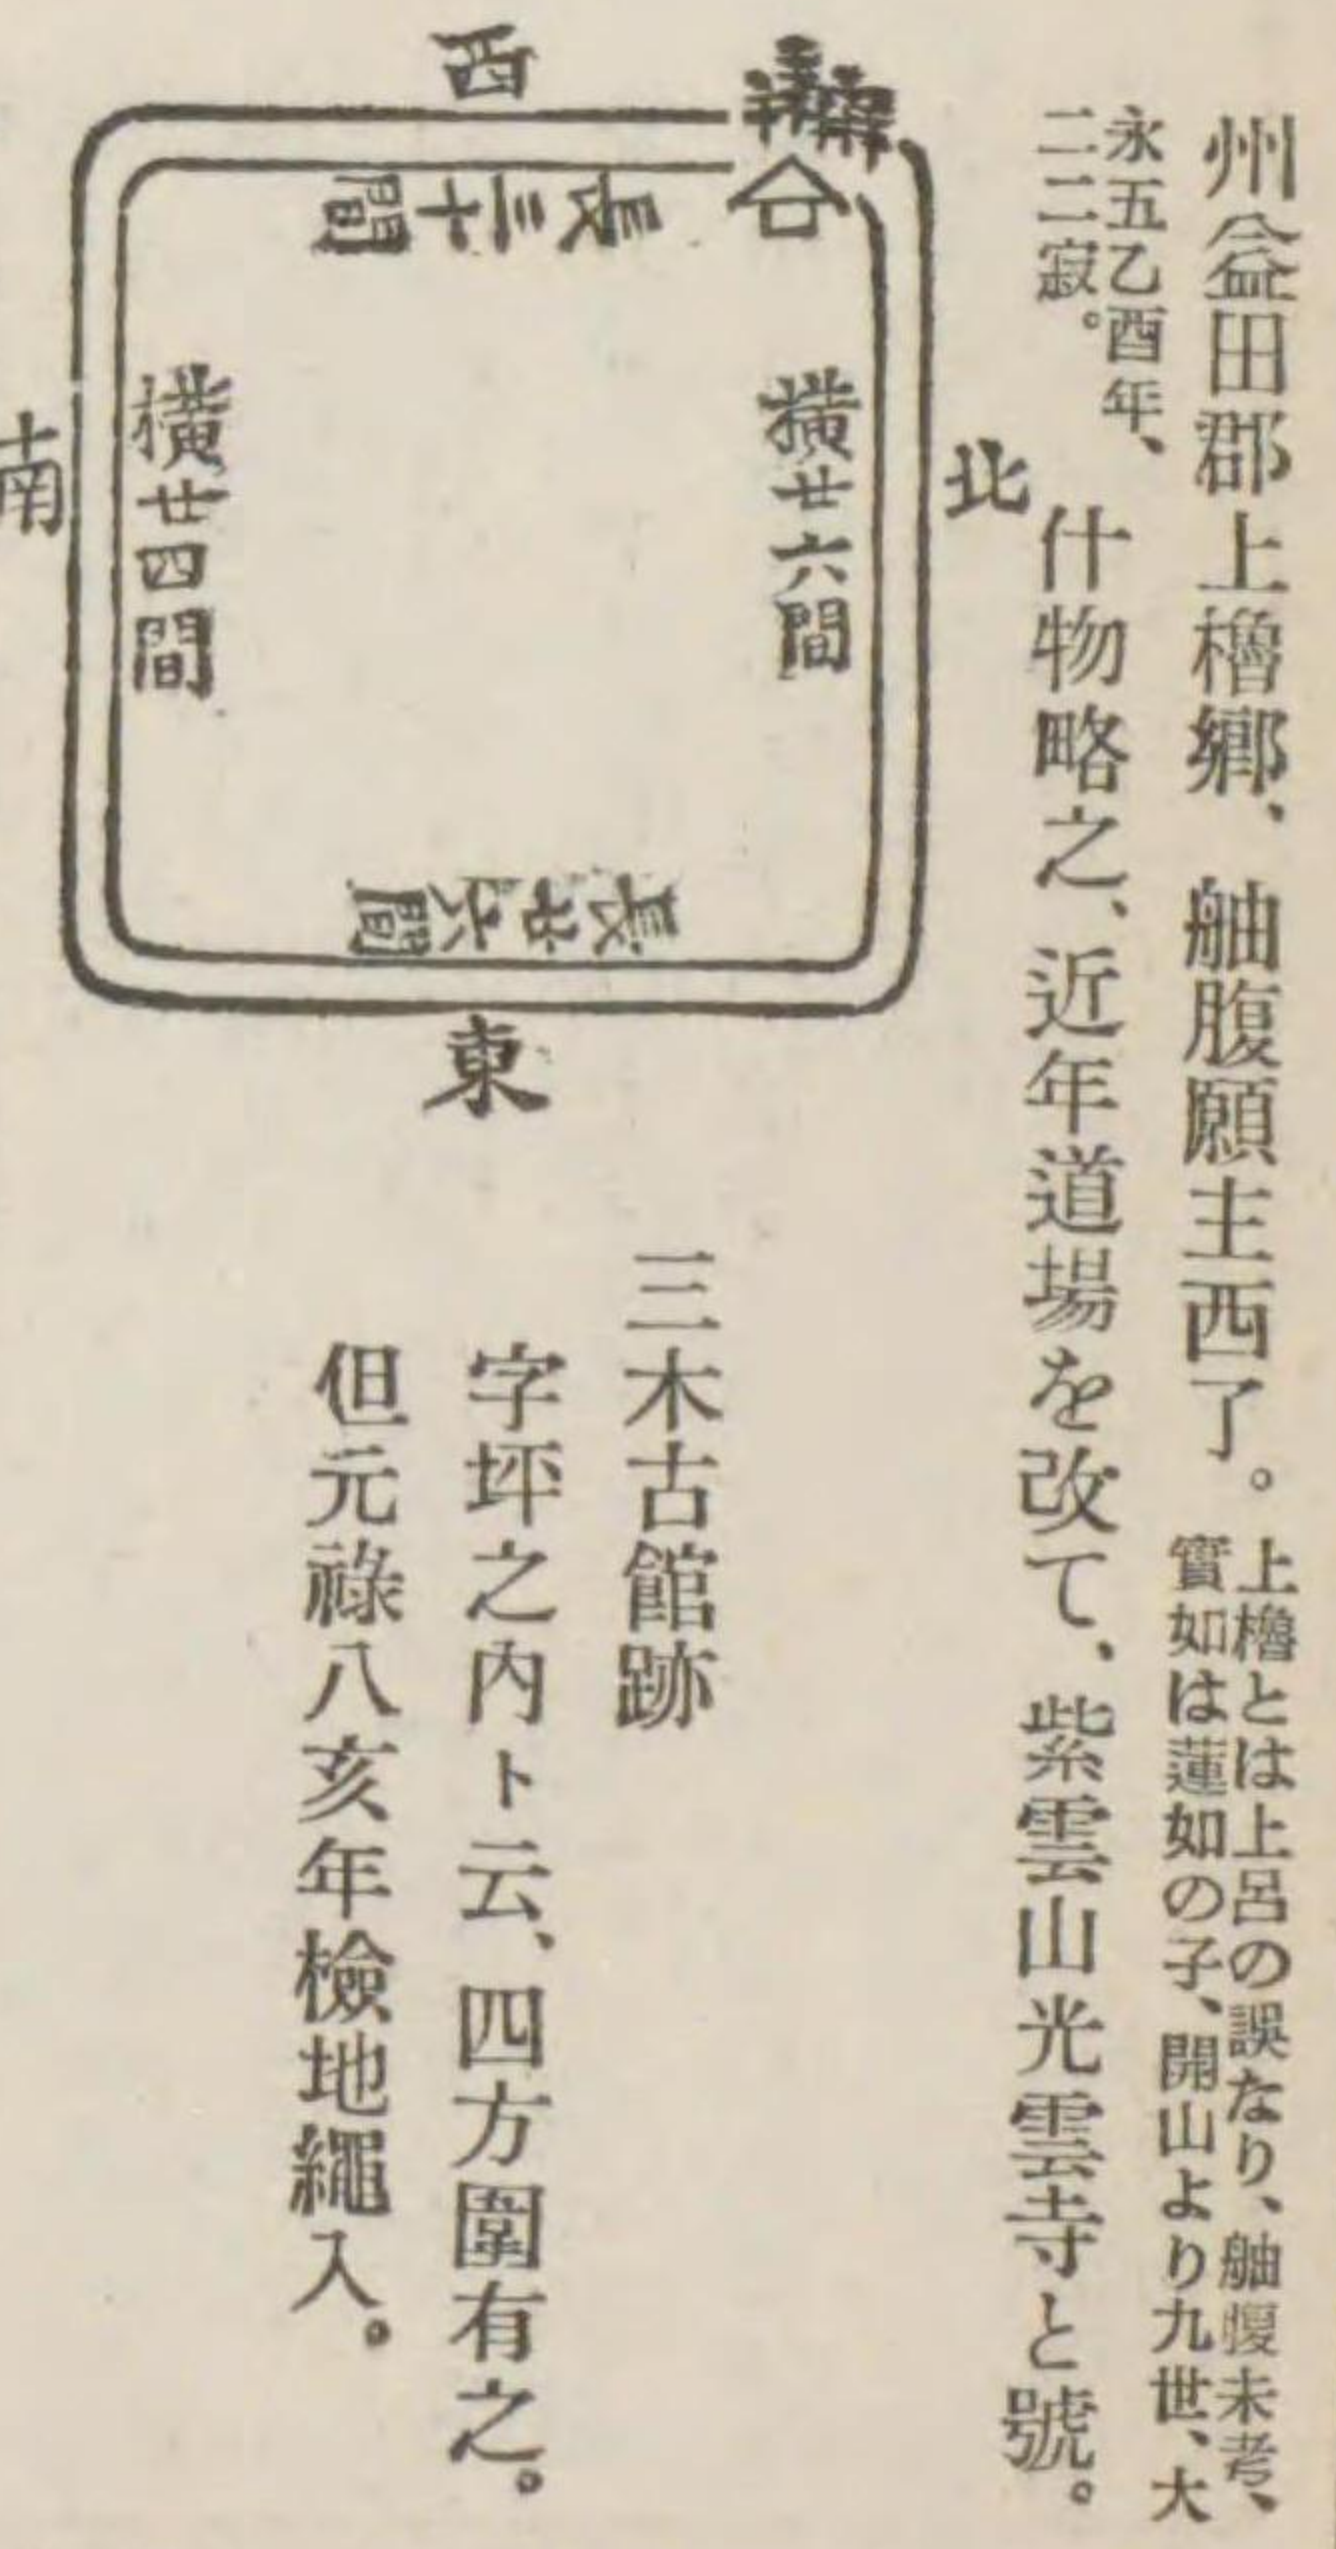 州益田郡上櫓鄉、舳腹願主西了。上櫓とは上呂の誤なり、舳腹未考、
實如は蓮如の子、開山より九世、大
永五乙酉年、
二二寂。
什物略之、近年道場を改て、紫雲山光雲寺と號。
北
西
東
南
長三十間
橫廿六間
橫廿四間
長廿六間
三木古館跡
字坪之內ト云、四方圍有之。
但元祿八亥年檢地繩入。